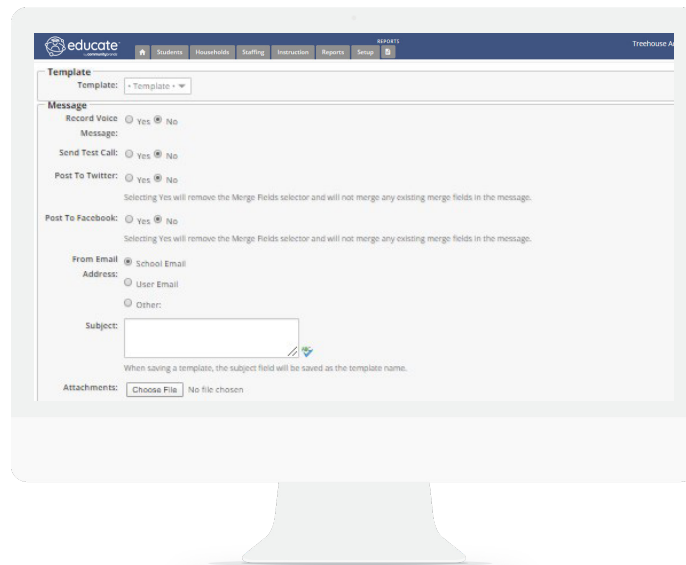 educate
by communitybrands
REPORTS
Students Households Staffing Instruction Reports Setup
Treehouse A
Template
Template: • Template •
Message
Record Voice Message: Yes No
Send Test Call: Yes No
Post To Twitter: Yes No
Selecting Yes will remove the Merge Fields selector and will not merge any existing merge fields in the message.
Post To Facebook: Yes No
Selecting Yes will remove the Merge Fields selector and will not merge any existing merge fields in the message.
From Email Address: School Email
User Email
Other:
Subject:
When saving a template, the subject field will be saved as the template name.
Attachments: Choose File No file chosen